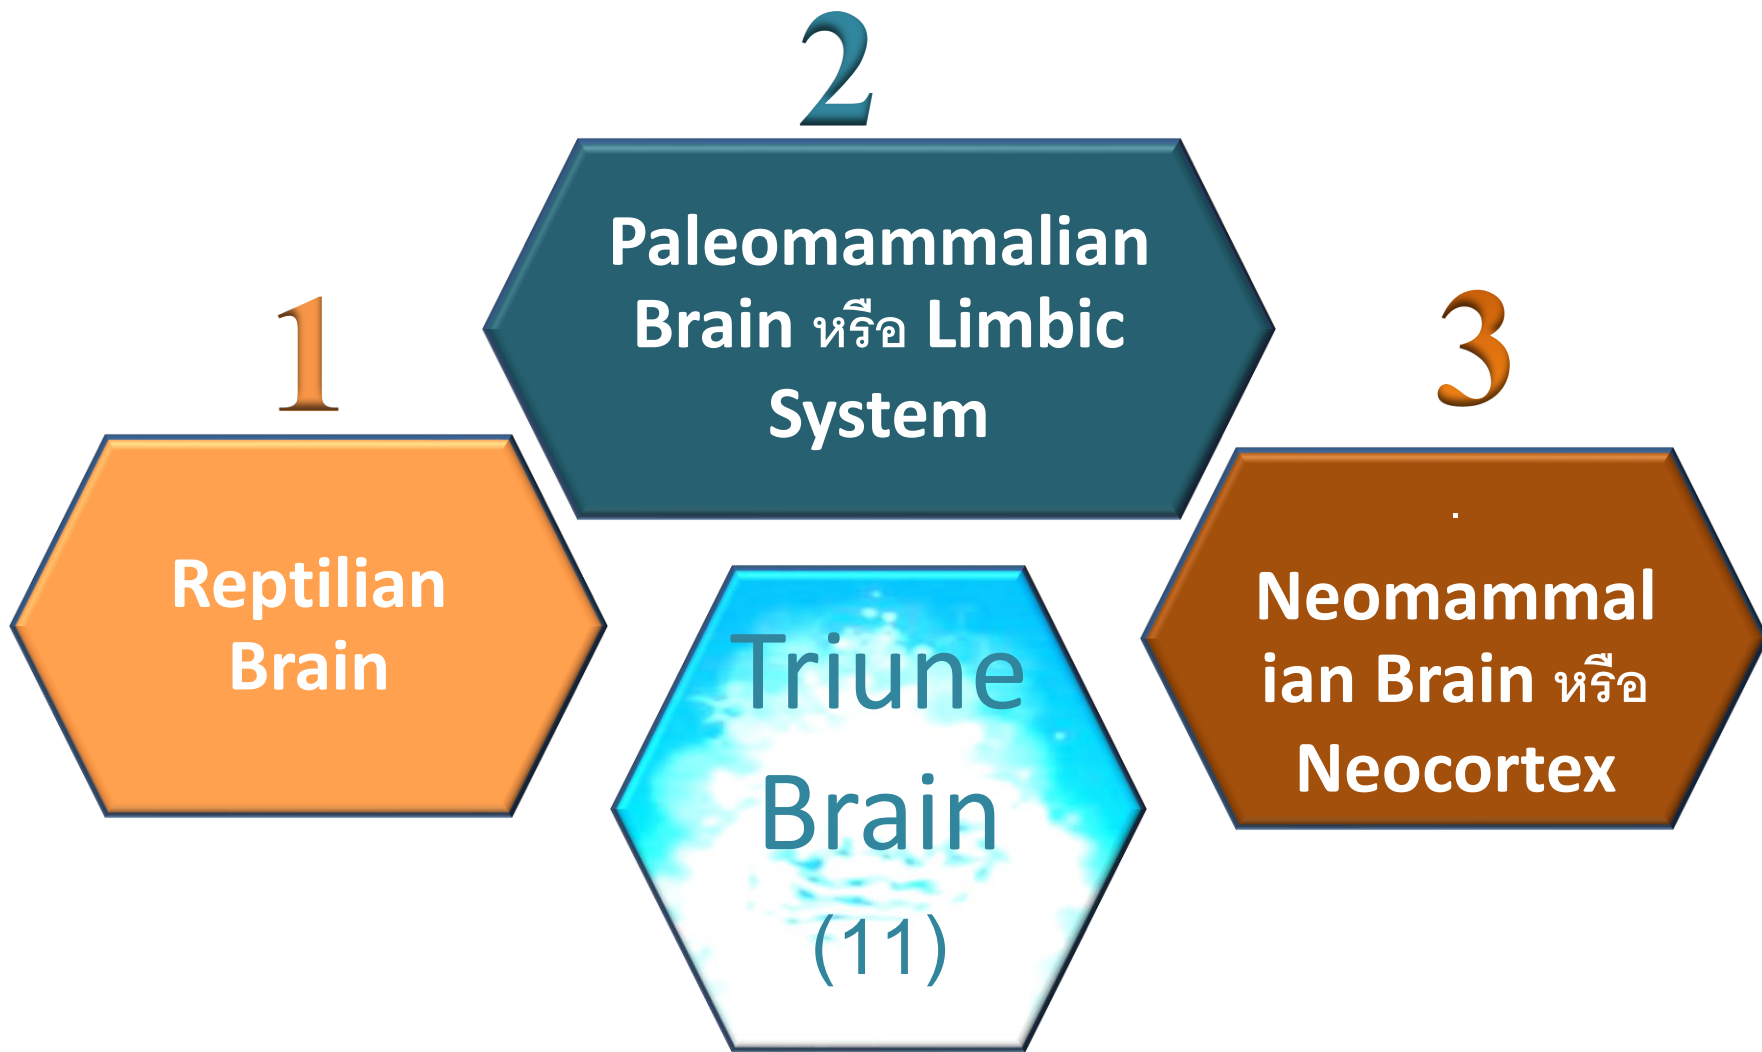 1
Reptilian
Brain
2
Paleomammalian
Brain หรือ Limbic
System
3
.
Neomammal
ian Brain หรือ
Neocortex
Triune
Brain
(11)